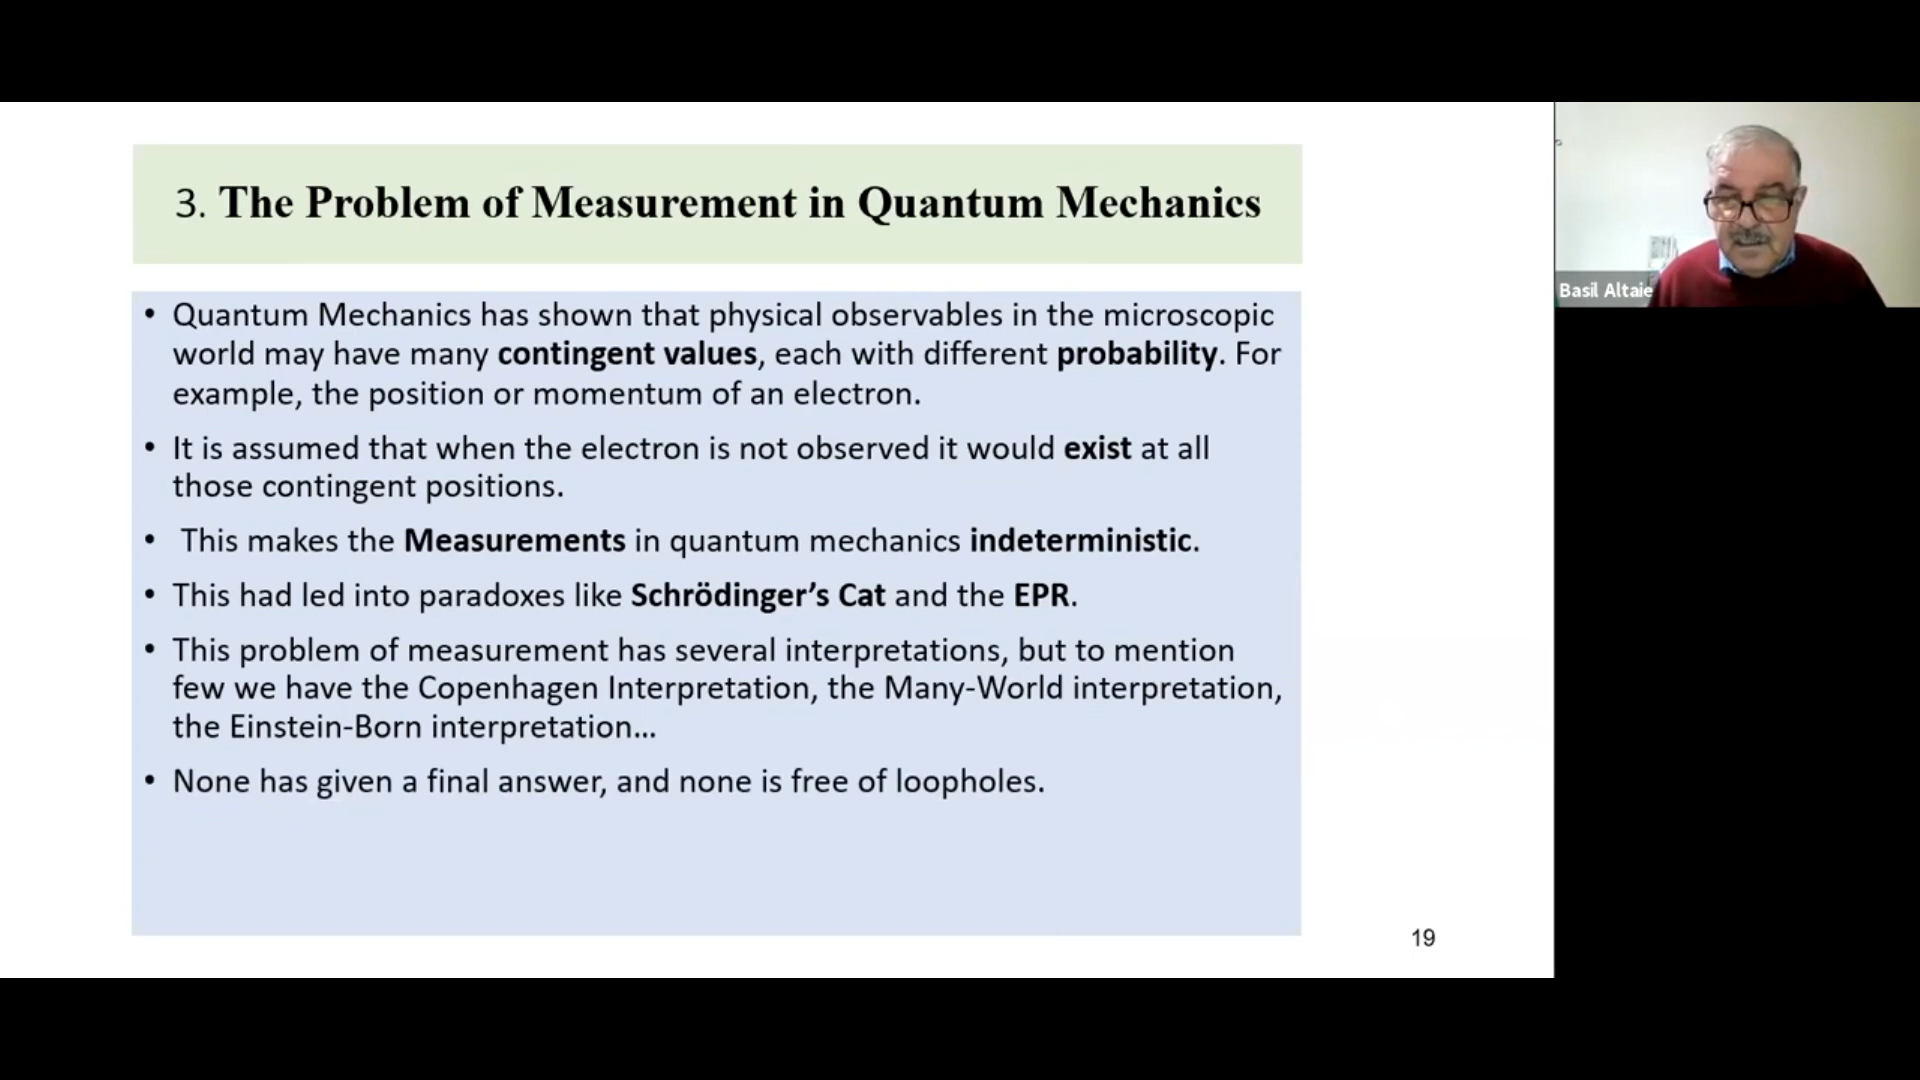 3. The Problem of Measurement in Quantum Mechanics
• Quantum Mechanics has shown that physical observables in the microscopic
world may have many contingent values, each with different probability. For
example, the position or momentum of an electron.
• It is assumed that when the electron is not observed it would exist at all
those contingent positions.
• This makes the Measurements in quantum mechanics indeterministic.
• This had led into paradoxes like Schrödinger’s Cat and the EPR.
• This problem of measurement has several interpretations, but to mention
few we have the Copenhagen Interpretation, the Many-World interpretation,
the Einstein-Born interpretation...
• None has given a final answer, and none is free of loopholes.
19
Basil Altaie